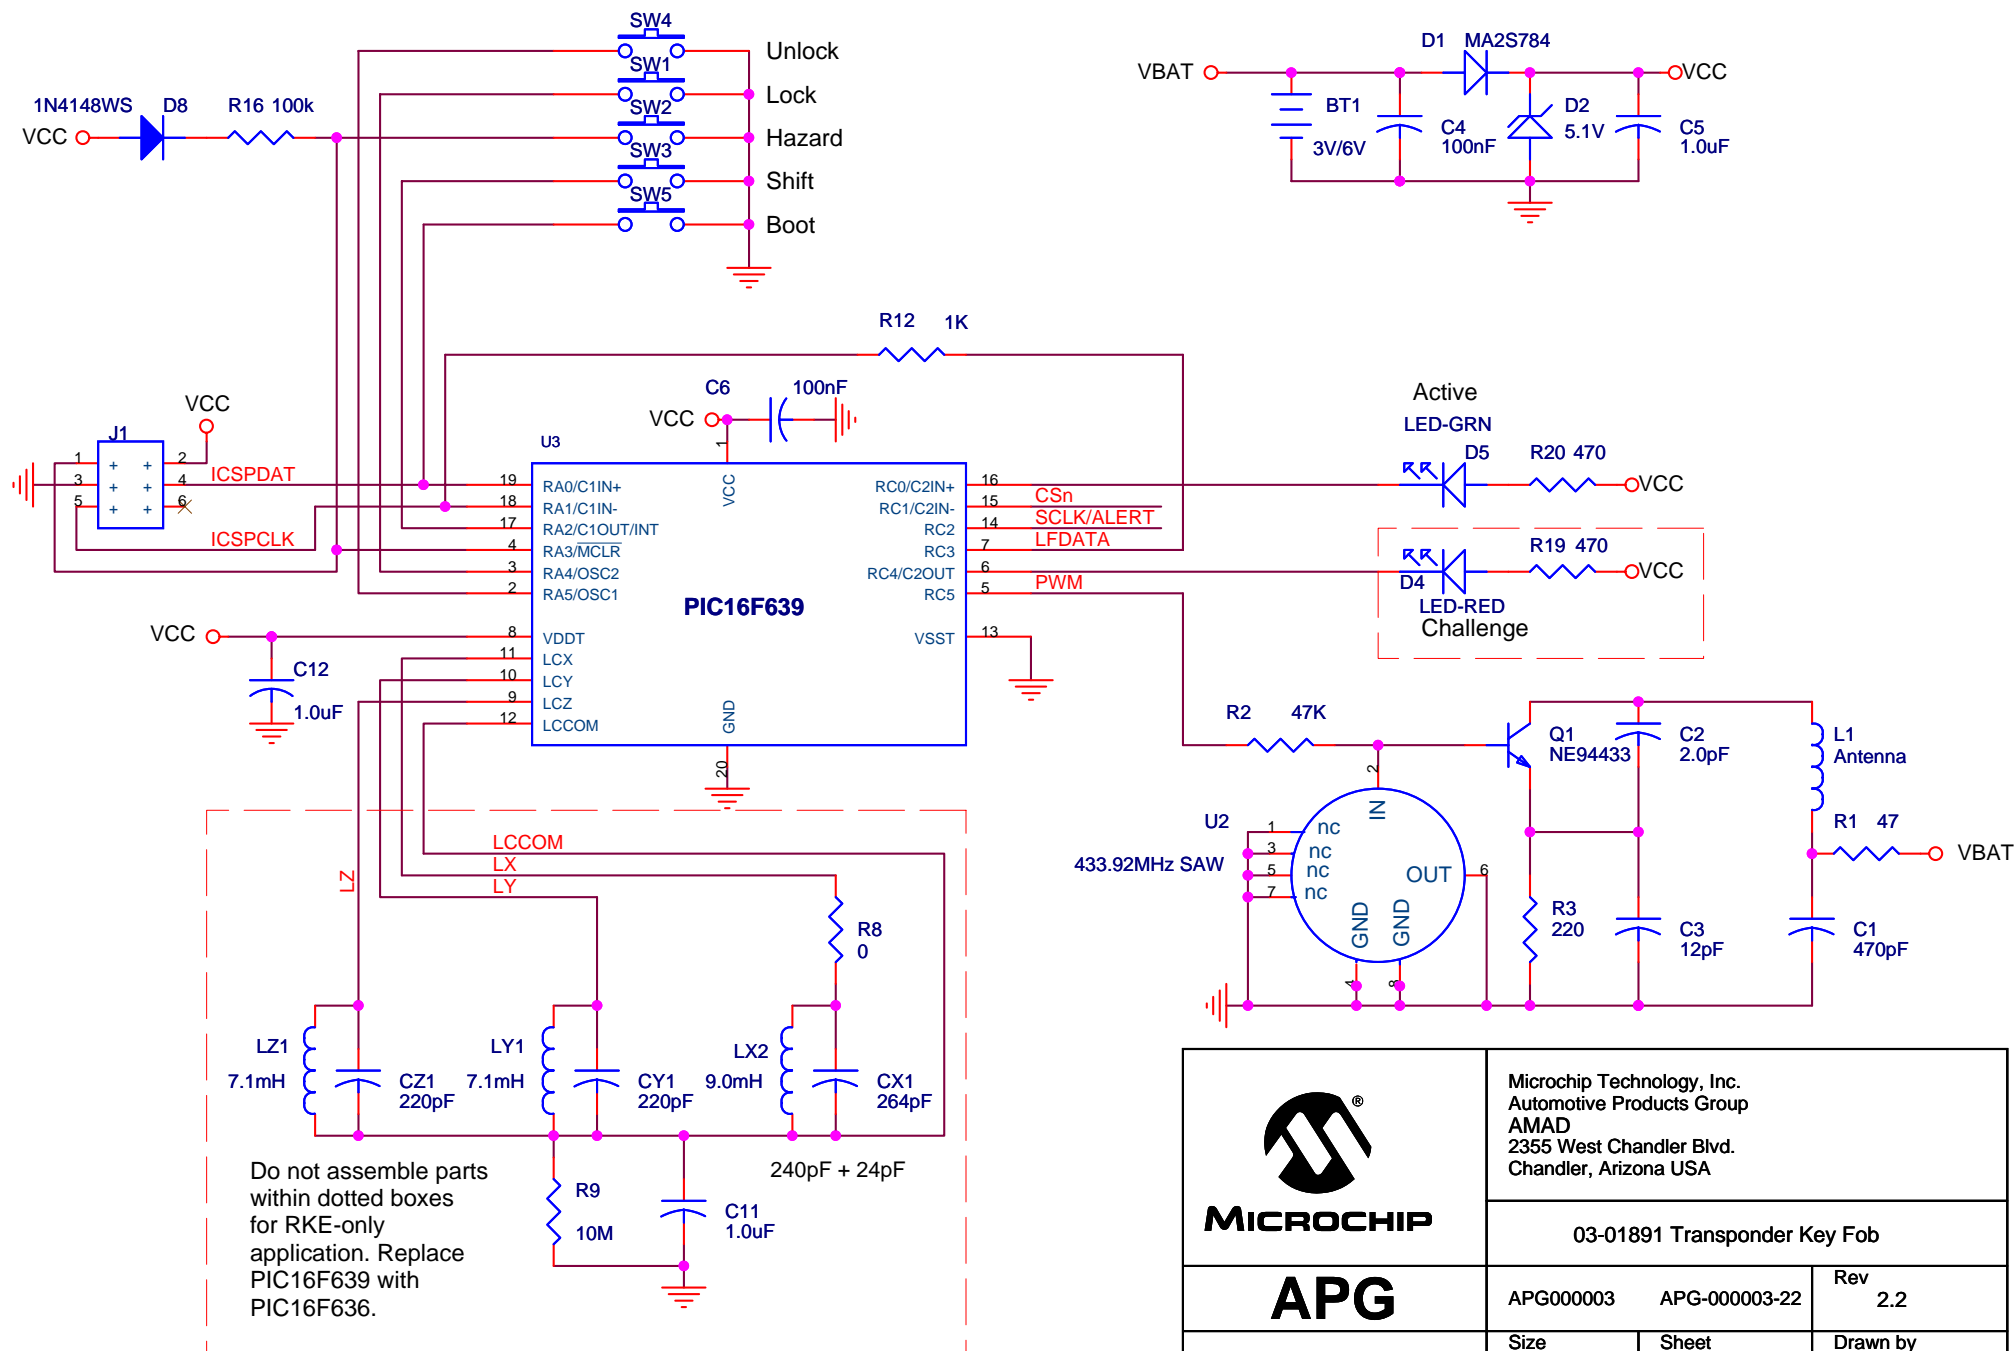 SW4
Unlock
SW1
Lock
SW2
Hazard
SW3
Shift
SW5
Boot
1N4148WS D8 R16 100k
VCC
D1 MA2S784
VBAT VCC
BT1
3V/6V
C4
100nF
D2
5.1V
C5
1.0uF
R12 1K
C6 100nF
VCC
VCC
J1
1 2
3 4
5 6
+ +
+ +
+ +
ICSPDAT
ICSPCLK
U3
1
VCC
19 RA0/C1IN+
18 RA1/C1IN-
17 RA2/C1OUT/INT
4 RA3/MCLR
3 RA4/OSC2
2 RA5/OSC1
8 VDDT
11 LCX
10 LCY
9 LCZ
12 LCCOM
PIC16F639
GND
20
RC0/C2IN+ 16
RC1/C2IN- 15
RC2 14
RC3 7
RC4/C2OUT 6
RC5 5
VSST 13
CSn
SCLK/ALERT
LFDATA
PWM
Active
LED-GRN
D5 R20 470
VCC
R19 470
VCC
D4
LED-RED
Challenge
VCC
C12
1.0uF
R2 47K
Q1
NE94433
C2
2.0pF
L1
Antenna
R1 47
VBAT
U2
433.92MHz SAW
2
IN
1 nc
3 nc
5 nc
7 nc
OUT 6
GND GND
4 8
R3
220
C3
12pF
C1
470pF
LCCOM
LX
LY
LZ
R8
0
LZ1
7.1mH
CZ1
220pF
LY1
7.1mH
CY1
220pF
LX2
9.0mH
CX1
264pF
240pF + 24pF
R9
10M
C11
1.0uF
Do not assemble parts
within dotted boxes
for RKE-only
application. Replace
PIC16F639 with
PIC16F636.
®
MICROCHIP
APG
Microchip Technology, Inc.
Automotive Products Group
AMAD
2355 West Chandler Blvd.
Chandler, Arizona USA
03-01891 Transponder Key Fob
APG000003 APG-000003-22
Rev
2.2
Size Sheet Drawn by